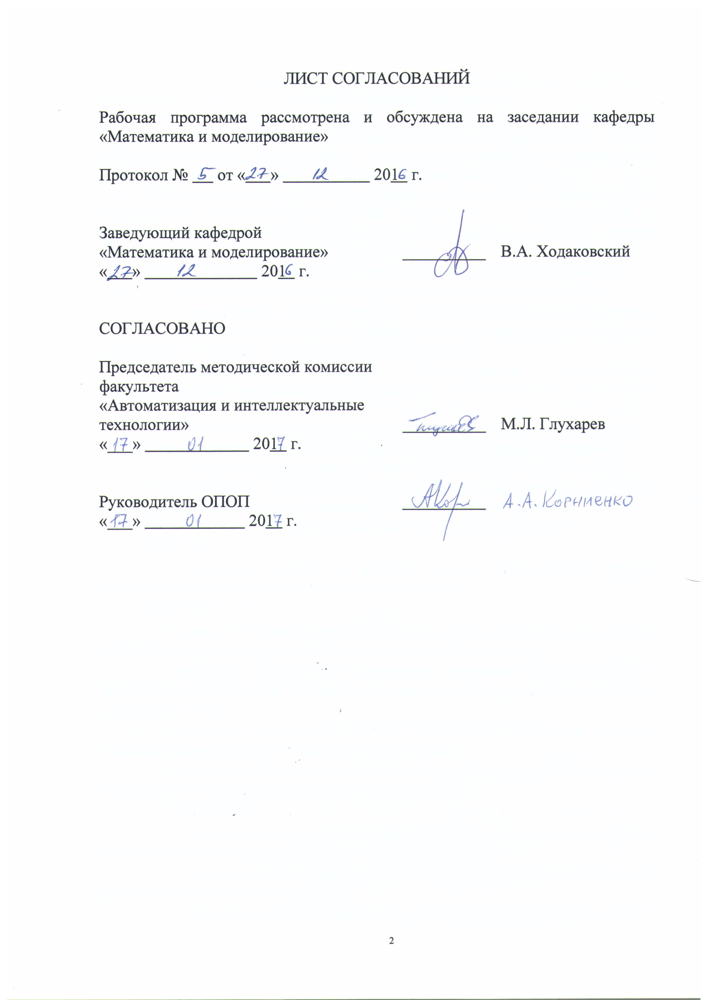 ЛИСТ СОГЛАСОВАНИЙ
Рабочая программа рассмотрена и обсуждена на заседании кафедры
«Математика и моделирование»
Протокол № 5 от «27» 12 2016 г.
Заведующий кафедрой
«Математика и моделирование» В.А. Ходаковский
«27» 12 2016 г.
СОГЛАСОВАНО
Председатель методической комиссии
факультета
«Автоматизация и интеллектуальные
технологии» М.Л. Глухарев
«17» 01 2017 г.
Руководитель ОПОП А.А. Корниенко
«17» 01 2017 г.
2